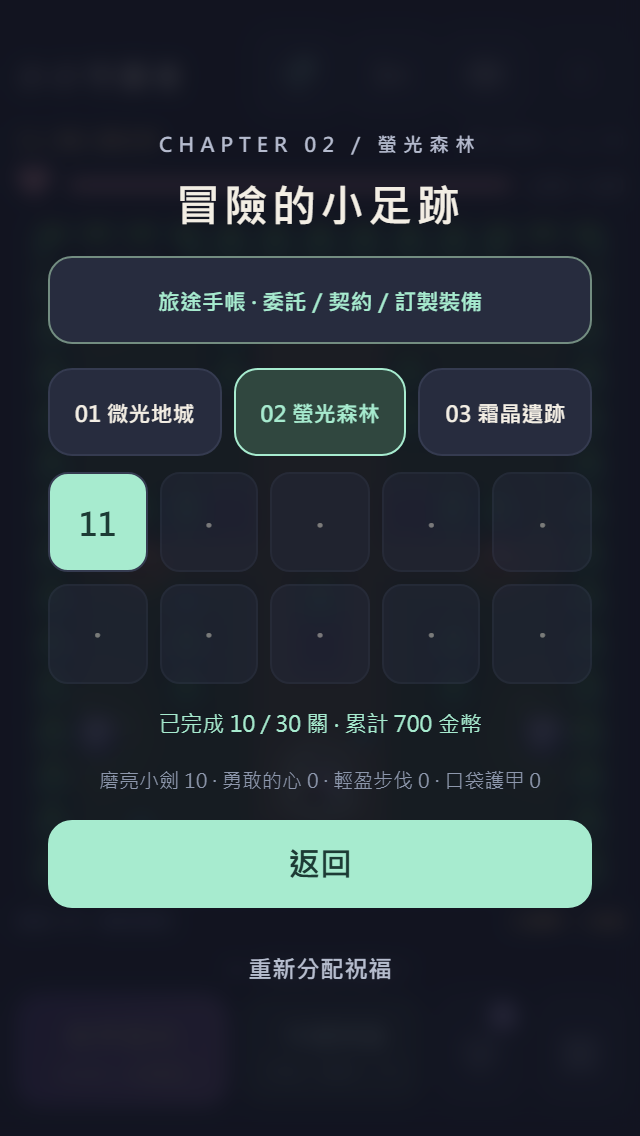 CHAPTER 02 / 螢光森林
冒險的小足跡
旅途手帳 · 委託 / 契約 / 訂製裝備
01 微光地城
02 螢光森林
03 霜晶遺跡
11
已完成 10 / 30 關 · 累計 700 金幣
磨亮小劍 10 · 勇敢的心 0 · 輕盈步伐 0 · 口袋護甲 0
返回
重新分配祝福